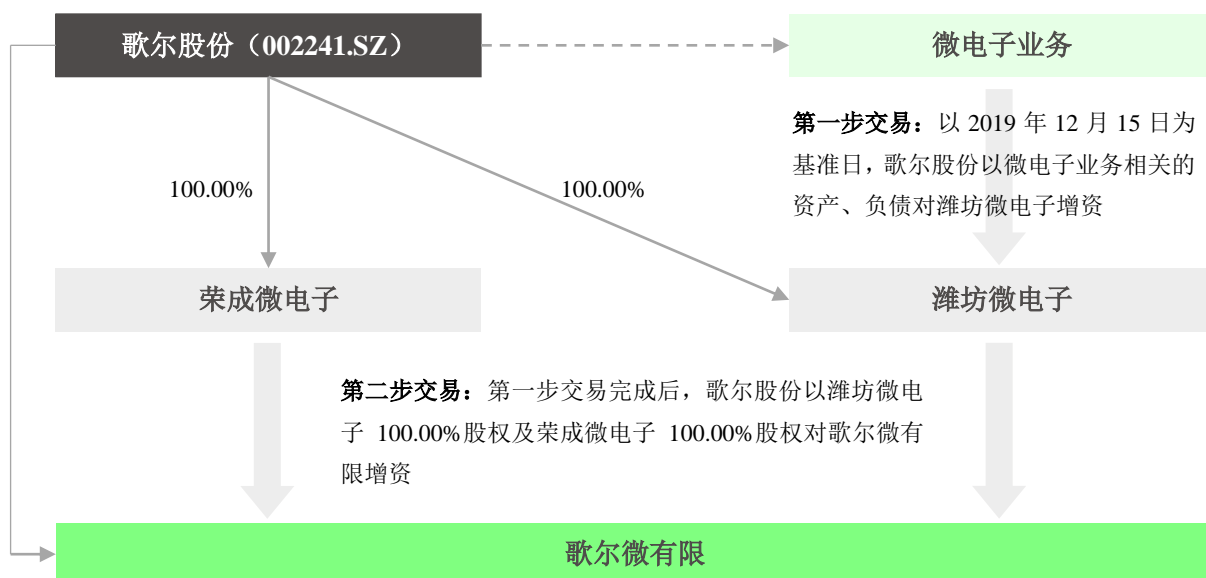 歌尔股份（002241.SZ）
微电子业务
第一步交易：以 2019 年 12 月 15 日为
基准日，歌尔股份以微电子业务相关的
资产、负债对潍坊微电子增资
100.00%
100.00%
荣成微电子
潍坊微电子
第二步交易：第一步交易完成后，歌尔股份以潍坊微电
子 100.00%股权及荣成微电子 100.00%股权对歌尔微有
限增资
歌尔微有限